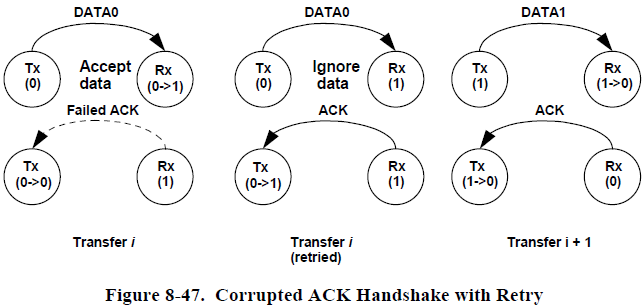 DATA0
Tx
(0)
Accept
data
Rx
(0->1)
Failed ACK
Tx
(0->0)
Rx
(1)
Transfer i
DATA0
Tx
(0)
Ignore
data
Rx
(1)
ACK
Tx
(0->1)
Rx
(1)
Transfer i
(retried)
DATA1
Tx
(1)
Rx
(1->0)
ACK
Tx
(1->0)
Rx
(0)
Transfer i + 1
Figure 8-47. Corrupted ACK Handshake with Retry